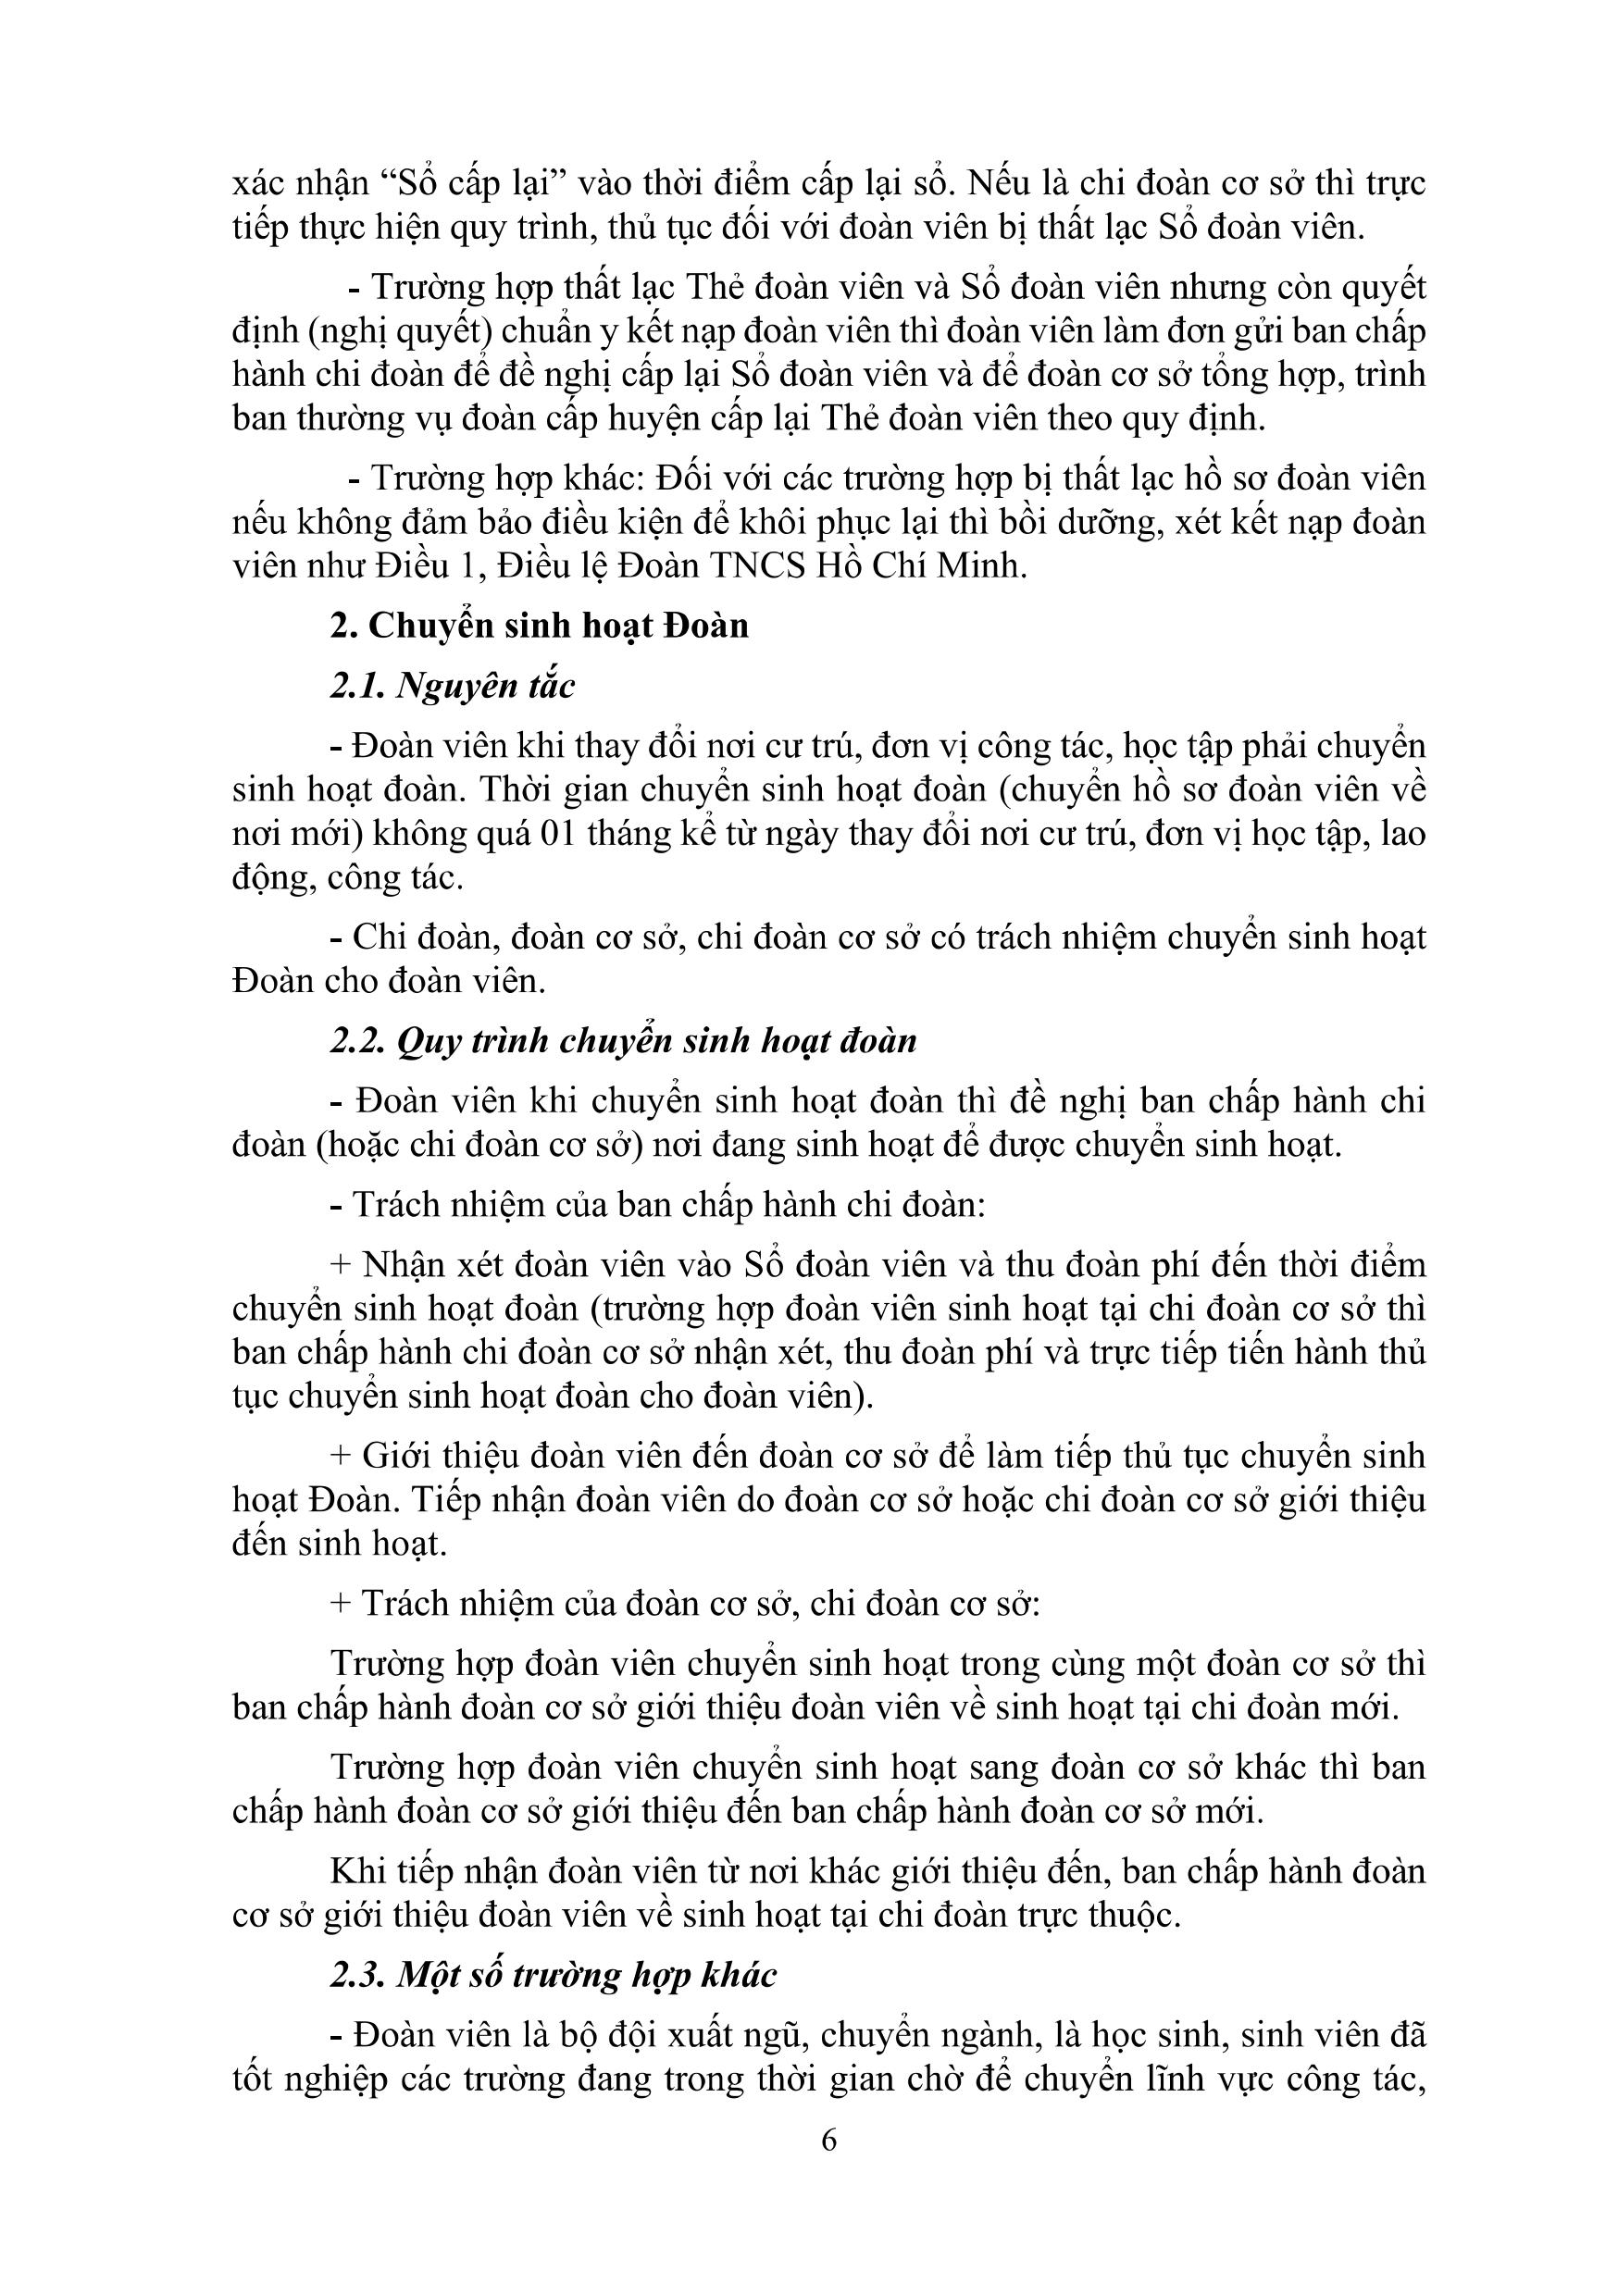 xác nhận “Sổ cấp lại” vào thời điểm cấp lại sổ. Nếu là chi đoàn cơ sở thì trực
tiếp thực hiện quy trình, thủ tục đối với đoàn viên bị thất lạc Sổ đoàn viên.
- Trường hợp thất lạc Thẻ đoàn viên và Sổ đoàn viên nhưng còn quyết
định (nghị quyết) chuẩn y kết nạp đoàn viên thì đoàn viên làm đơn gửi ban chấp
hành chi đoàn để đề nghị cấp lại Sổ đoàn viên và để đoàn cơ sở tổng hợp, trình
ban thường vụ đoàn cấp huyện cấp lại Thẻ đoàn viên theo quy định.
- Trường hợp khác: Đối với các trường hợp bị thất lạc hồ sơ đoàn viên
nếu không đảm bảo điều kiện để khôi phục lại thì bồi dưỡng, xét kết nạp đoàn
viên như Điều 1, Điều lệ Đoàn TNCS Hồ Chí Minh.
2. Chuyển sinh hoạt Đoàn
2.1. Nguyên tắc
- Đoàn viên khi thay đổi nơi cư trú, đơn vị công tác, học tập phải chuyển
sinh hoạt đoàn. Thời gian chuyển sinh hoạt đoàn (chuyển hồ sơ đoàn viên về
nơi mới) không quá 01 tháng kể từ ngày thay đổi nơi cư trú, đơn vị học tập, lao
động, công tác.
- Chi đoàn, đoàn cơ sở, chi đoàn cơ sở có trách nhiệm chuyển sinh hoạt
Đoàn cho đoàn viên.
2.2. Quy trình chuyển sinh hoạt đoàn
- Đoàn viên khi chuyển sinh hoạt đoàn thì đề nghị ban chấp hành chi
đoàn (hoặc chi đoàn cơ sở) nơi đang sinh hoạt để được chuyển sinh hoạt.
- Trách nhiệm của ban chấp hành chi đoàn:
+ Nhận xét đoàn viên vào Sổ đoàn viên và thu đoàn phí đến thời điểm
chuyển sinh hoạt đoàn (trường hợp đoàn viên sinh hoạt tại chi đoàn cơ sở thì
ban chấp hành chi đoàn cơ sở nhận xét, thu đoàn phí và trực tiếp tiến hành thủ
tục chuyển sinh hoạt đoàn cho đoàn viên).
+ Giới thiệu đoàn viên đến đoàn cơ sở để làm tiếp thủ tục chuyển sinh
hoạt Đoàn. Tiếp nhận đoàn viên do đoàn cơ sở hoặc chi đoàn cơ sở giới thiệu
đến sinh hoạt.
+ Trách nhiệm của đoàn cơ sở, chi đoàn cơ sở:
Trường hợp đoàn viên chuyển sinh hoạt trong cùng một đoàn cơ sở thì
ban chấp hành đoàn cơ sở giới thiệu đoàn viên về sinh hoạt tại chi đoàn mới.
Trường hợp đoàn viên chuyển sinh hoạt sang đoàn cơ sở khác thì ban
chấp hành đoàn cơ sở giới thiệu đến ban chấp hành đoàn cơ sở mới.
Khi tiếp nhận đoàn viên từ nơi khác giới thiệu đến, ban chấp hành đoàn
cơ sở giới thiệu đoàn viên về sinh hoạt tại chi đoàn trực thuộc.
2.3. Một số trường hợp khác
- Đoàn viên là bộ đội xuất ngũ, chuyển ngành, là học sinh, sinh viên đã
tốt nghiệp các trường đang trong thời gian chờ để chuyển lĩnh vực công tác,
6